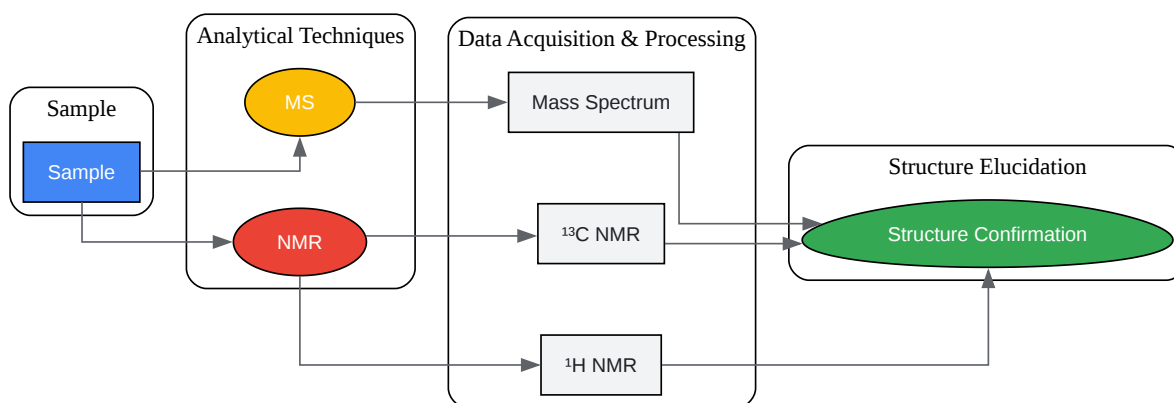 Sample
Sample
Analytical Techniques
MS
NMR
Data Acquisition & Processing
Mass Spectrum
¹³C NMR
¹H NMR
Structure Elucidation
Structure Confirmation